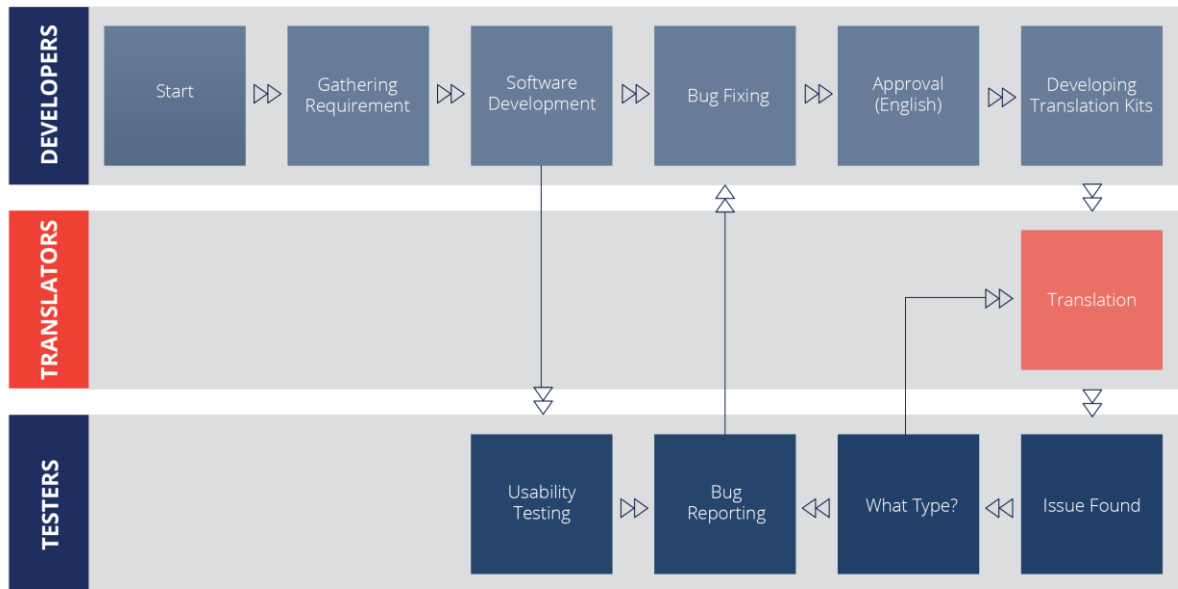 DEVELOPERS
Start
Gathering
Requirement
Software
Development
Bug Fixing
Approval
(English)
Developing
Translation Kits
TRANSLATORS
Translation
TESTERS
Usability
Testing
Bug
Reporting
What Type?
Issue Found